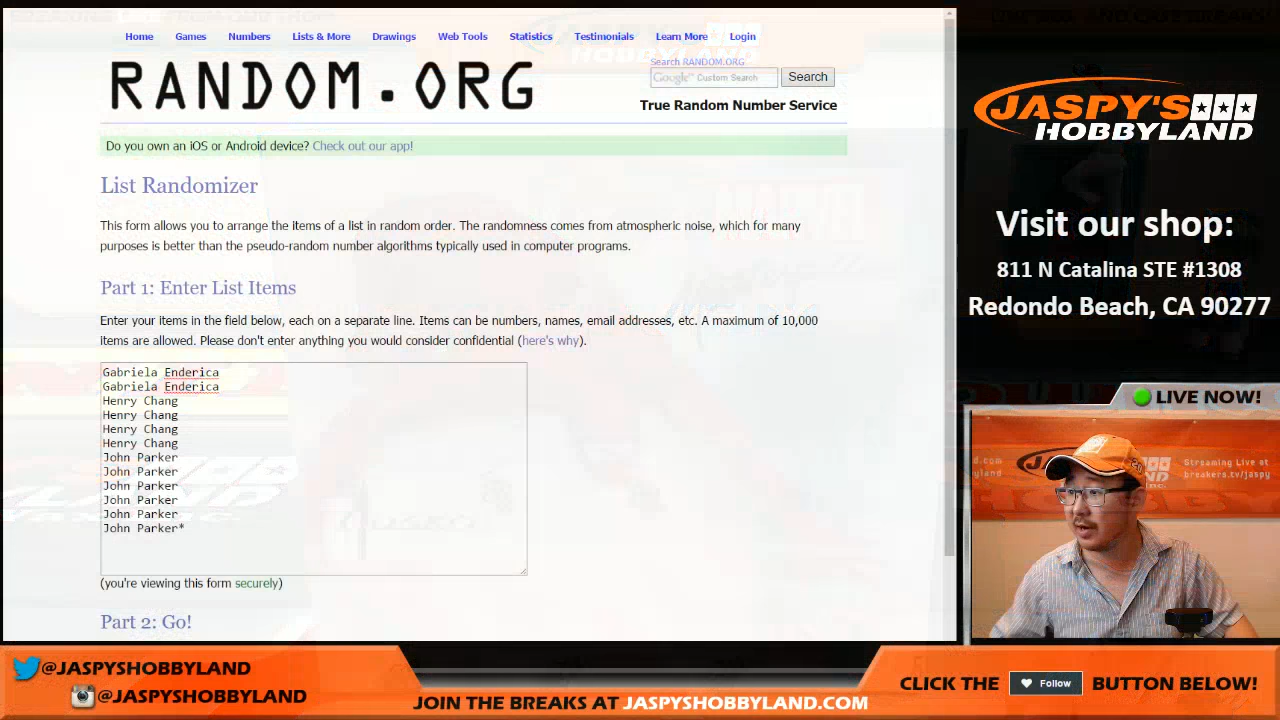 Home Games Numbers Lists & More Drawings Web Tools Statistics Testimonials Learn More Login
RANDOM.ORG
Search RANDOM.ORG
Google™ Custom Search
Search
True Random Number Service
Do you own an iOS or Android device? Check out our app!
List Randomizer
This form allows you to arrange the items of a list in random order. The randomness comes from atmospheric noise, which for many
purposes is better than the pseudo-random number algorithms typically used in computer programs.
Part 1: Enter List Items
Enter your items in the field below, each on a separate line. Items can be numbers, names, email addresses, etc. A maximum of 10,000
items are allowed. Please don't enter anything you would consider confidential (here's why).
Gabriela Enderica
Gabriela Enderica
Henry Chang
Henry Chang
Henry Chang
Henry Chang
John Parker
John Parker
John Parker
John Parker
John Parker
John Parker*
(you're viewing this form securely)
Part 2: Go!
JASPY'S
HOBBYLAND
Visit our shop:
811 N Catalina STE #1308
Redondo Beach, CA 90277
LIVE NOW!
Streaming Live at
breakers.tv/jaspy
@JASPYSHOBBYLAND
@JASPYSHOBBYLAND
JOIN THE BREAKS AT JASPYSHOBBYLAND.COM
CLICK THE Follow BUTTON BELOW!